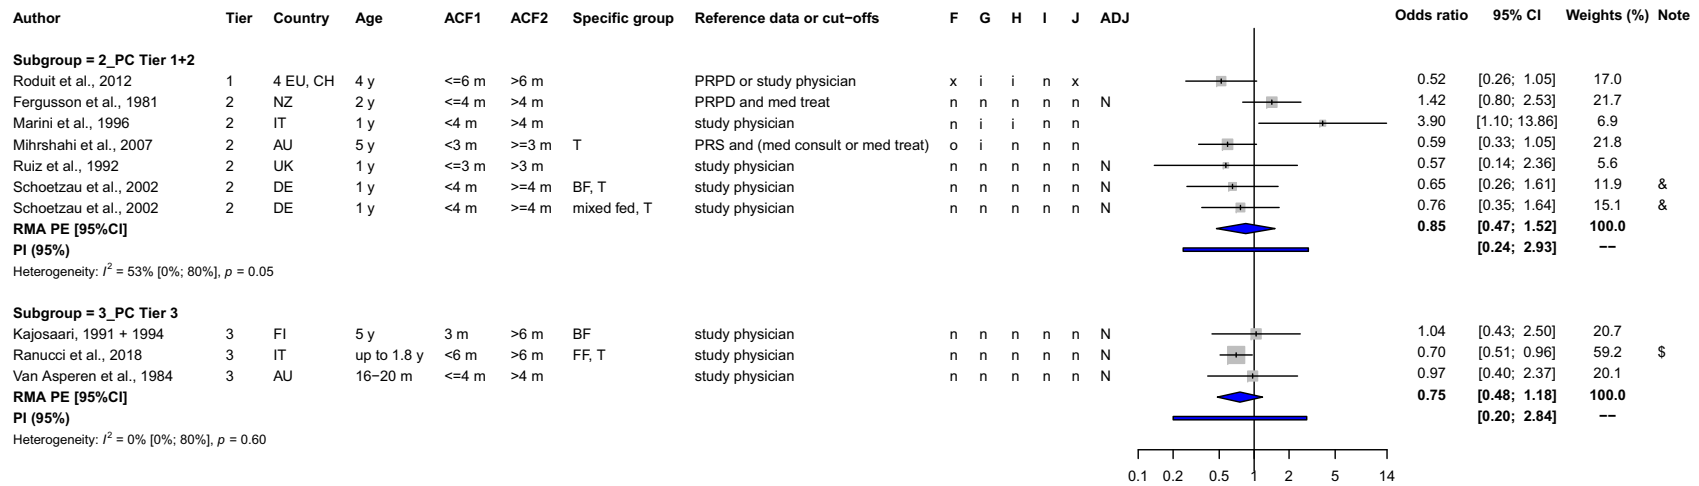 Author Tier Country Age ACF1 ACF2 Specific group Reference data or cut−offs F G H I J ADJ Odds ratio 95% CI Weights (%) Note
Subgroup = 2_PC Tier 1+2
Roduit et al., 2012 1 4 EU, CH 4 y <=6 m >6 m PRPD or study physician x i i n x 0.52 [0.26; 1.05] 17.0
Fergusson et al., 1981 2 NZ 2 y <=4 m >4 m PRPD and med treat n n n n n N 1.42 [0.80; 2.53] 21.7
Marini et al., 1996 2 IT 1 y <4 m >4 m study physician n i i n n 3.90 [1.10; 13.86] 6.9
Mihrshahi et al., 2007 2 AU 5 y <3 m >=3 m T PRS and (med consult or med treat) o i n n n 0.59 [0.33; 1.05] 21.8
Ruiz et al., 1992 2 UK 1 y <=3 m >3 m study physician n n n n n N 0.57 [0.14; 2.36] 5.6
Schoetzau et al., 2002 2 DE 1 y <4 m >=4 m BF, T study physician n n n n n N 0.65 [0.26; 1.61] 11.9 &
Schoetzau et al., 2002 2 DE 1 y <4 m >=4 m mixed fed, T study physician n n n n n N 0.76 [0.35; 1.64] 15.1 &
RMA PE [95%CI] 0.85 [0.47; 1.52] 100.0
PI (95%) [0.24; 2.93] −−
Heterogeneity: I² = 53% [0%; 80%], p = 0.05
Subgroup = 3_PC Tier 3
Kajosaari, 1991 + 1994 3 FI 5 y 3 m >6 m BF study physician n n n n n N 1.04 [0.43; 2.50] 20.7
Ranucci et al., 2018 3 IT up to 1.8 y <6 m >6 m FF, T study physician n n n n n N 0.70 [0.51; 0.96] 59.2 $
Van Asperen et al., 1984 3 AU 16−20 m <=4 m >4 m study physician n n n n n N 0.97 [0.40; 2.37] 20.1
RMA PE [95%CI] 0.75 [0.48; 1.18] 100.0
PI (95%) [0.20; 2.84] −−
Heterogeneity: I² = 0% [0%; 80%], p = 0.60
0.1 0.2 0.5 1 2 5 14